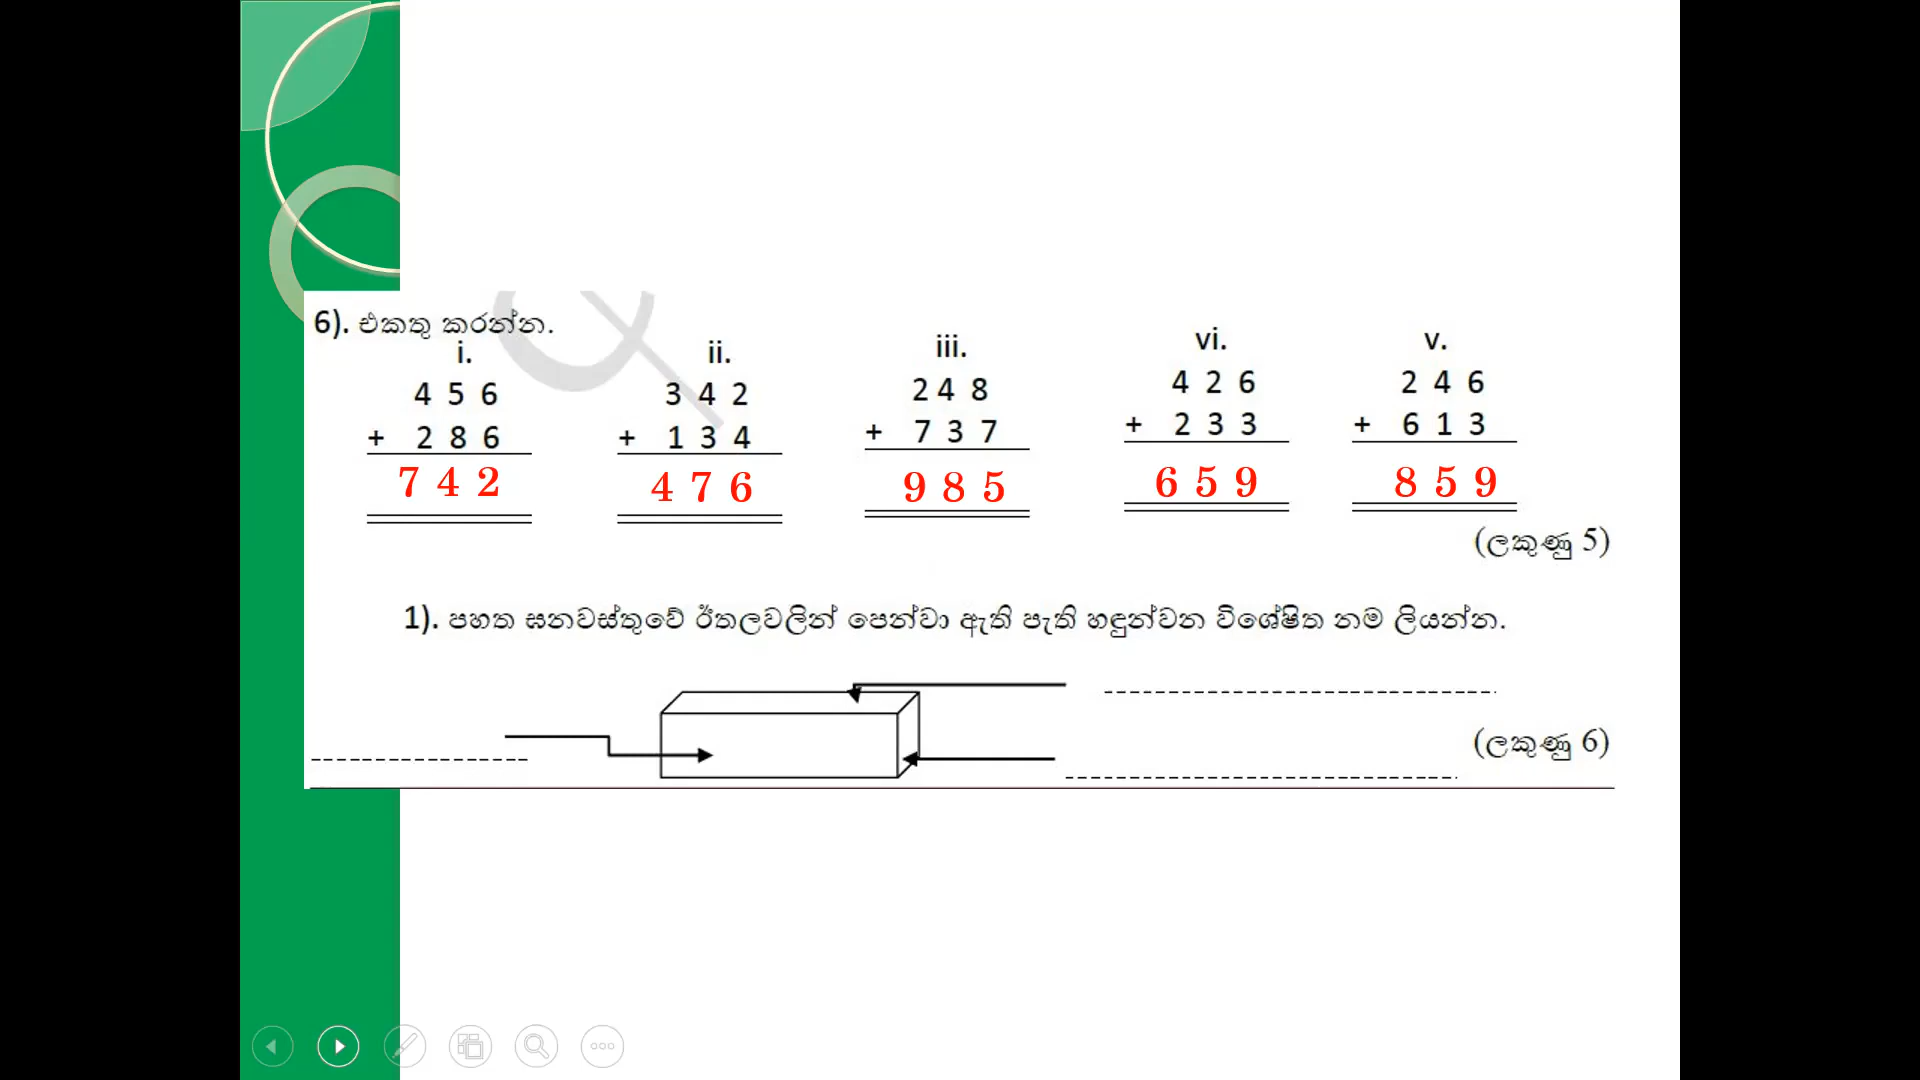 6). එකතු කරන්න.
i. ii. iii. vi. v.
4 5 6 3 4 2 2 4 8 4 2 6 2 4 6
+ 2 8 6 + 1 3 4 + 7 3 7 + 2 3 3 + 6 1 3
7 4 2 4 7 6 9 8 5 6 5 9 8 5 9
(ලකුණු 5)
1). පහත ඝනවස්තුවේ ඊතලවලින් පෙන්වා ඇති පැති හඳුන්වන විශේෂිත නම ලියන්න.
(ලකුණු 6)